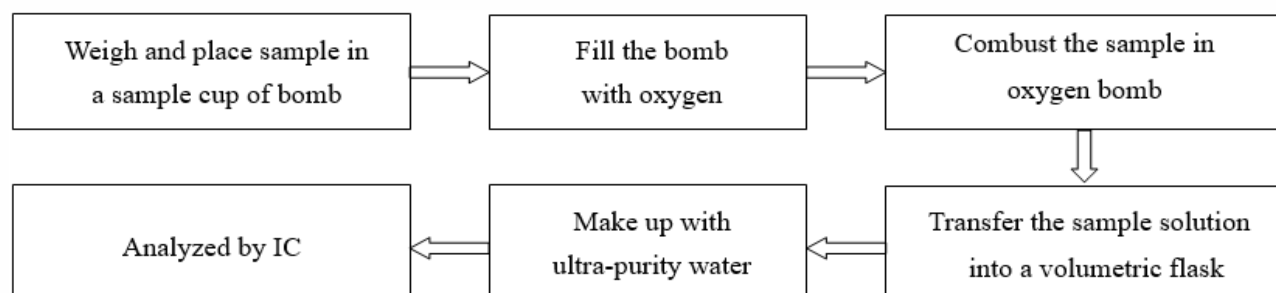 Weigh and place sample in
a sample cup of bomb
Fill the bomb
with oxygen
Combust the sample in
oxygen bomb
Transfer the sample solution
into a volumetric flask
Make up with
ultra-purity water
Analyzed by IC